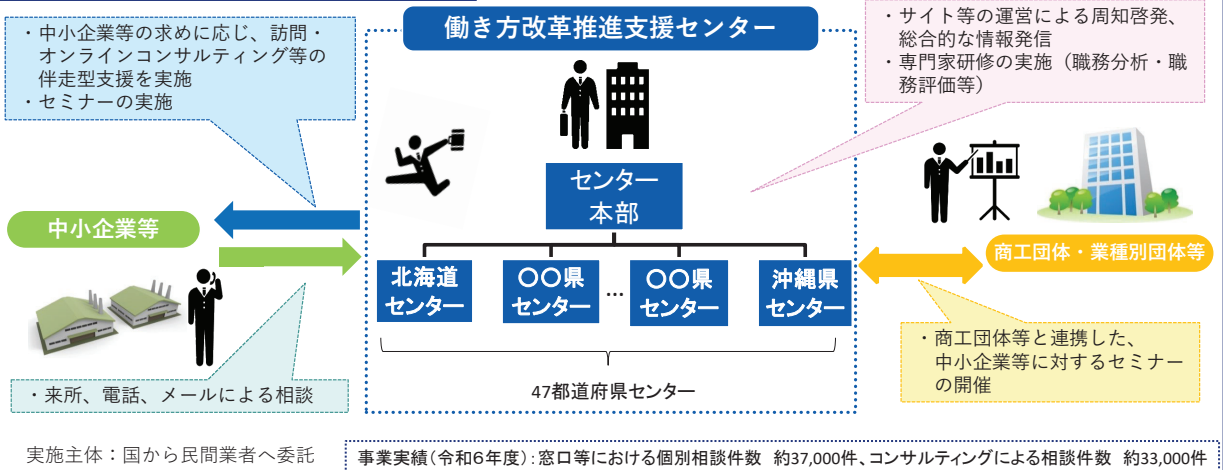 ・中小企業等の求めに応じ、訪問・
オンラインコンサルティング等の
伴走型支援を実施
・セミナーの実施
働き方改革推進支援センター
・サイト等の運営による周知啓発、
総合的な情報発信
・専門家研修の実施（職務分析・職
務評価等）
センター
本部
中小企業等
商工団体・業種別団体等
北海道
センター
〇〇県
センター
…
〇〇県
センター
沖縄県
センター
47都道府県センター
・来所、電話、メールによる相談
・商工団体等と連携した、
中小企業等に対するセミナー
の開催
実施主体：国から民間業者へ委託
事業実績（令和６年度）：窓口等における個別相談件数 約37,000件、コンサルティングによる相談件数 約33,000件